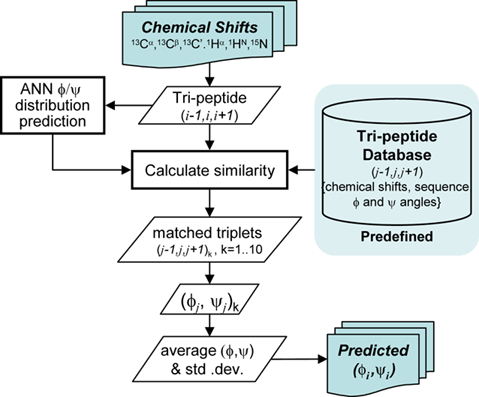 Chemical Shifts
¹³Cᵅ,¹³Cᵝ,¹³C'.¹Hᵅ,¹Hᴺ,¹⁵N
ANN ϕ/ψ
distribution
prediction
Tri-peptide
(i-1,i,i+1)
Calculate similarity
Tri-peptide
Database
(j-1,j,j+1)
{chemical shifts, sequence
ϕ and ψ angles}
Predefined
matched triplets
(j-1,j,j+1)ₖ, k=1..10
(ϕⱼ, ψⱼ)ₖ
average (ϕ,ψ)
& std .dev.
Predicted
(ϕᵢ,ψᵢ)